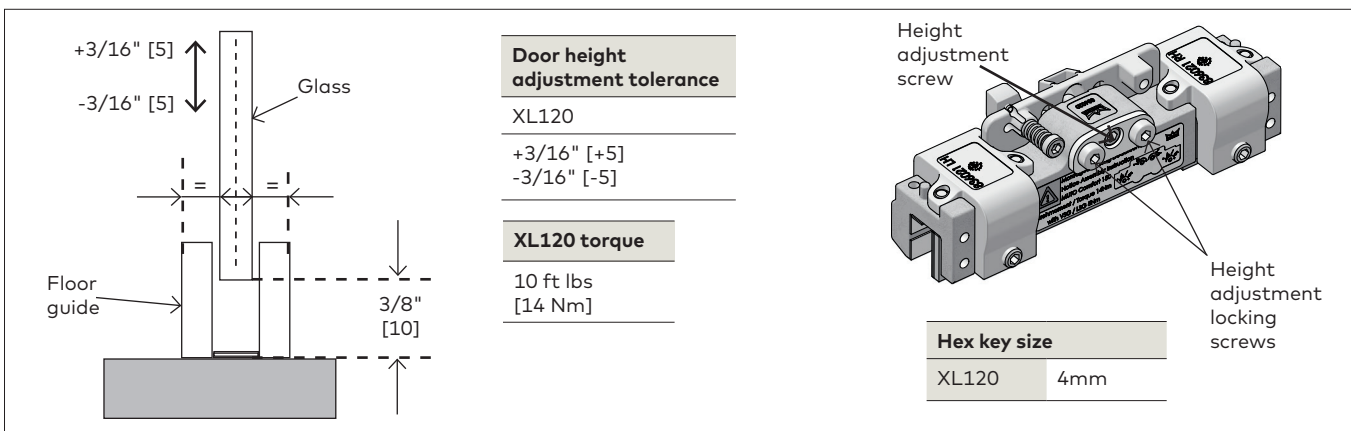 +3/16" [5]
-3/16" [5]
Glass
= =
Floor
guide
3/8"
[10]
Door height
adjustment tolerance
XL120
+3/16" [+5]
-3/16" [-5]
XL120 torque
10 ft lbs
[14 Nm]
Height
adjustment
screw
Height
adjustment
locking
screws
Hex key size
XL120 4mm